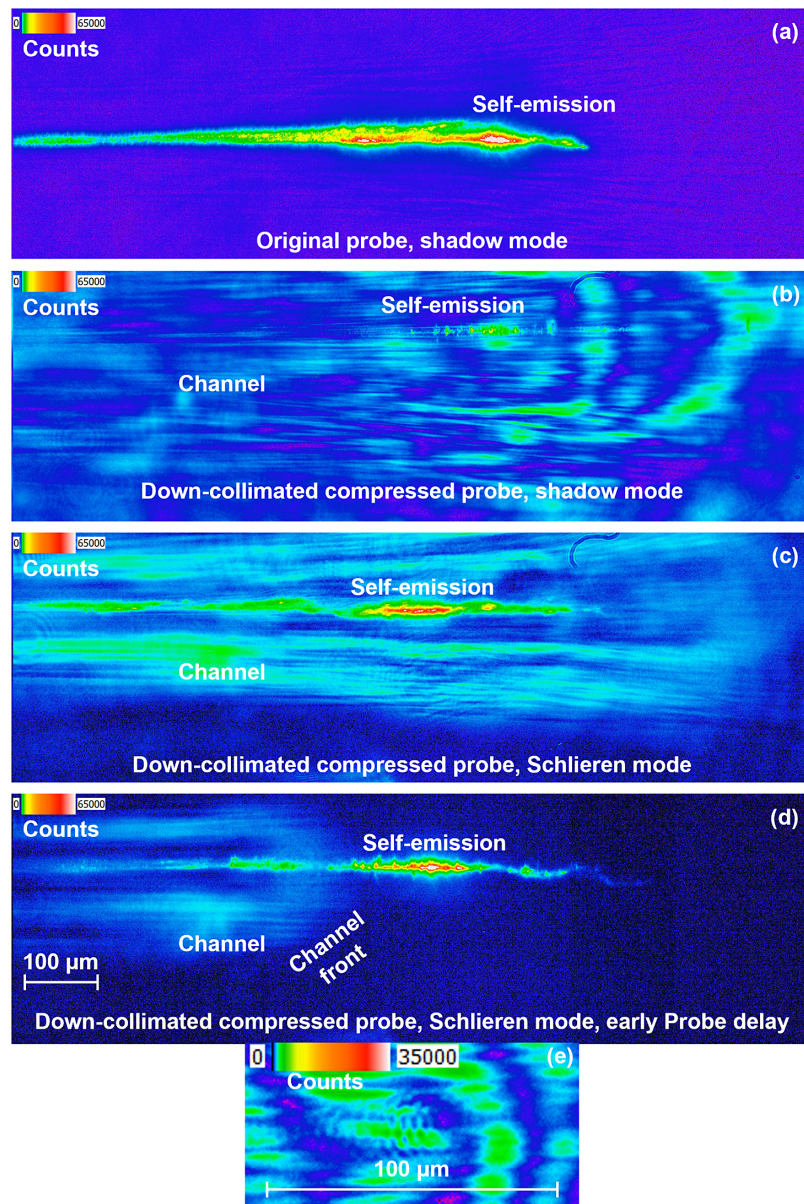 0 65000
Counts
(a)
Self-emission
Original probe, shadow mode
0 65000
Counts
(b)
Self-emission
Channel
Down-collimated compressed probe, shadow mode
0 65000
Counts
(c)
Self-emission
Channel
Down-collimated compressed probe, Schlieren mode
0 65000
Counts
(d)
Self-emission
Channel
Channel
front
100 µm
Down-collimated compressed probe, Schlieren mode, early Probe delay
0 35000
Counts
(e)
100 µm